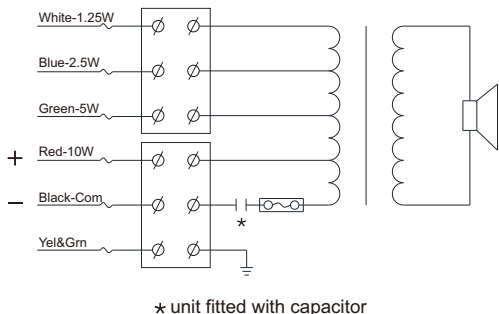 White-1.25W
Blue-2.5W
Green-5W
+ Red-10W
— Black-Com
*
Yel&Grn
* unit fitted with capacitor